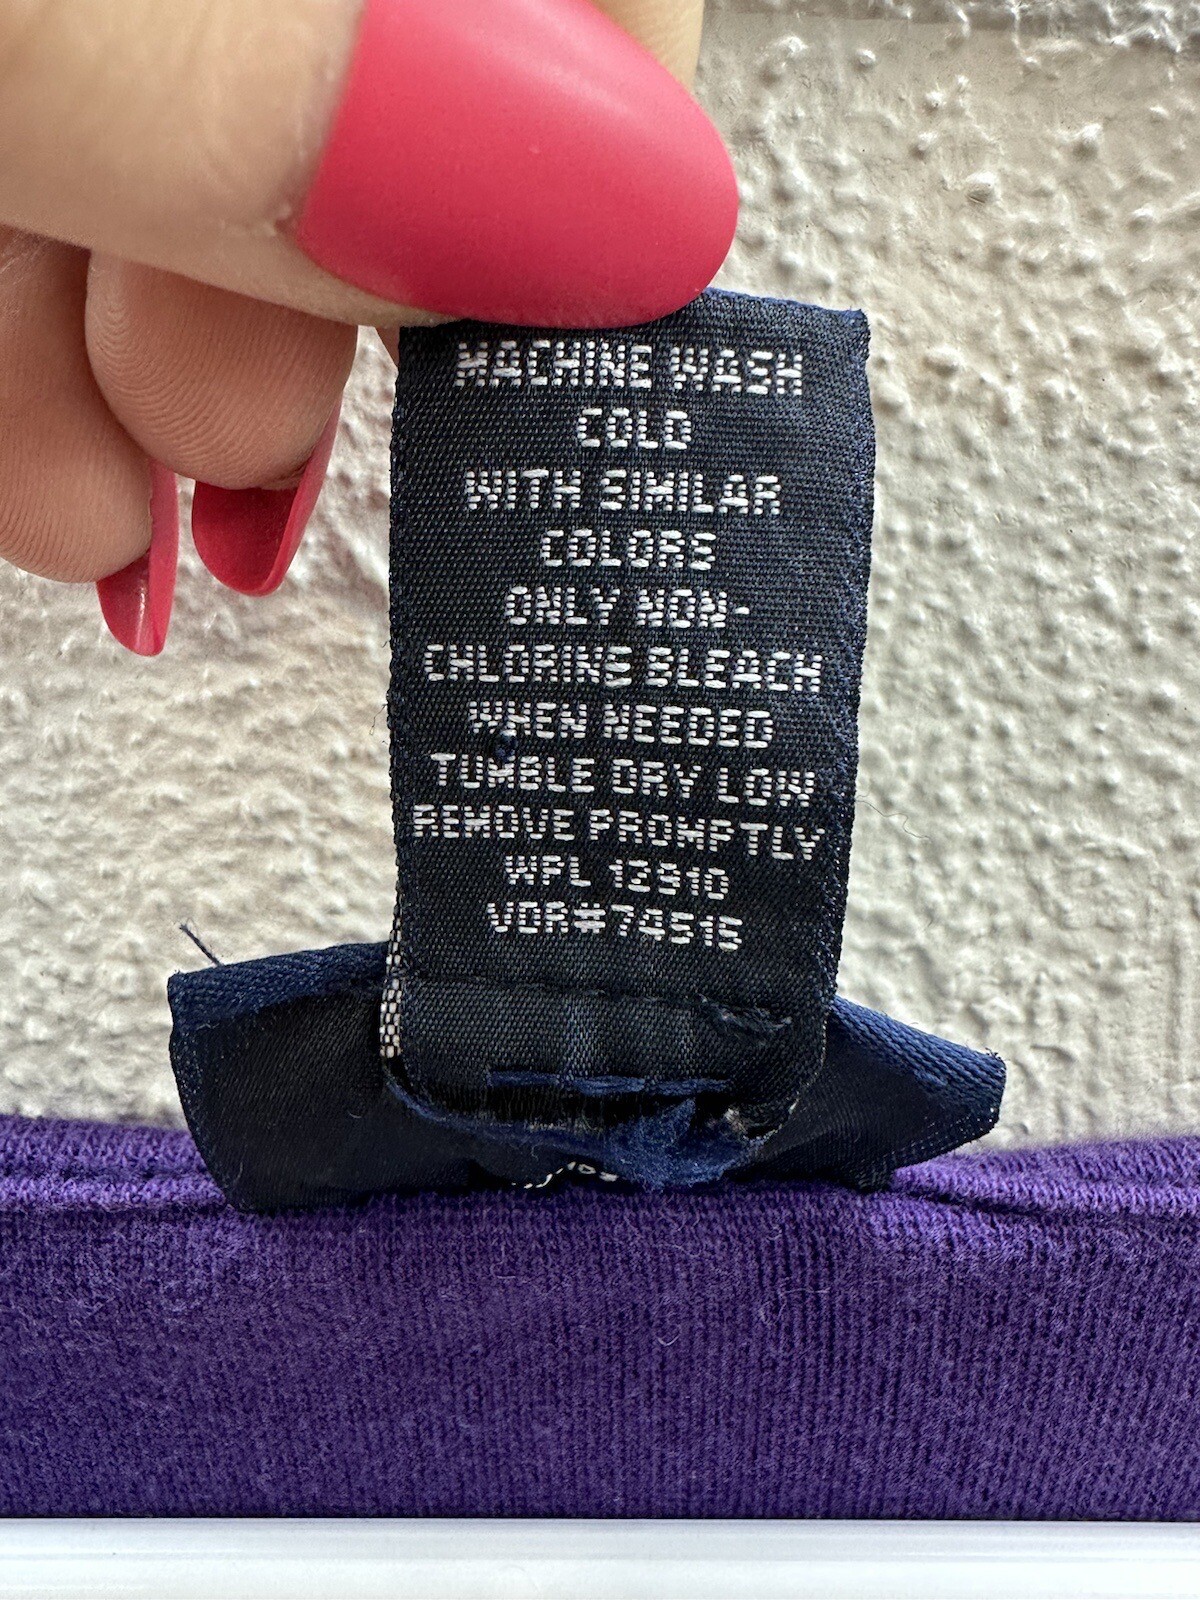 MACHINE WASH
COLD
WITH SIMILAR
COLORS
ONLY NON-
CHLORINE BLEACH
WHEN NEEDED
TUMBLE DRY LOW
REMOVE PROMPTLY
WPL 12910
VDR#74515